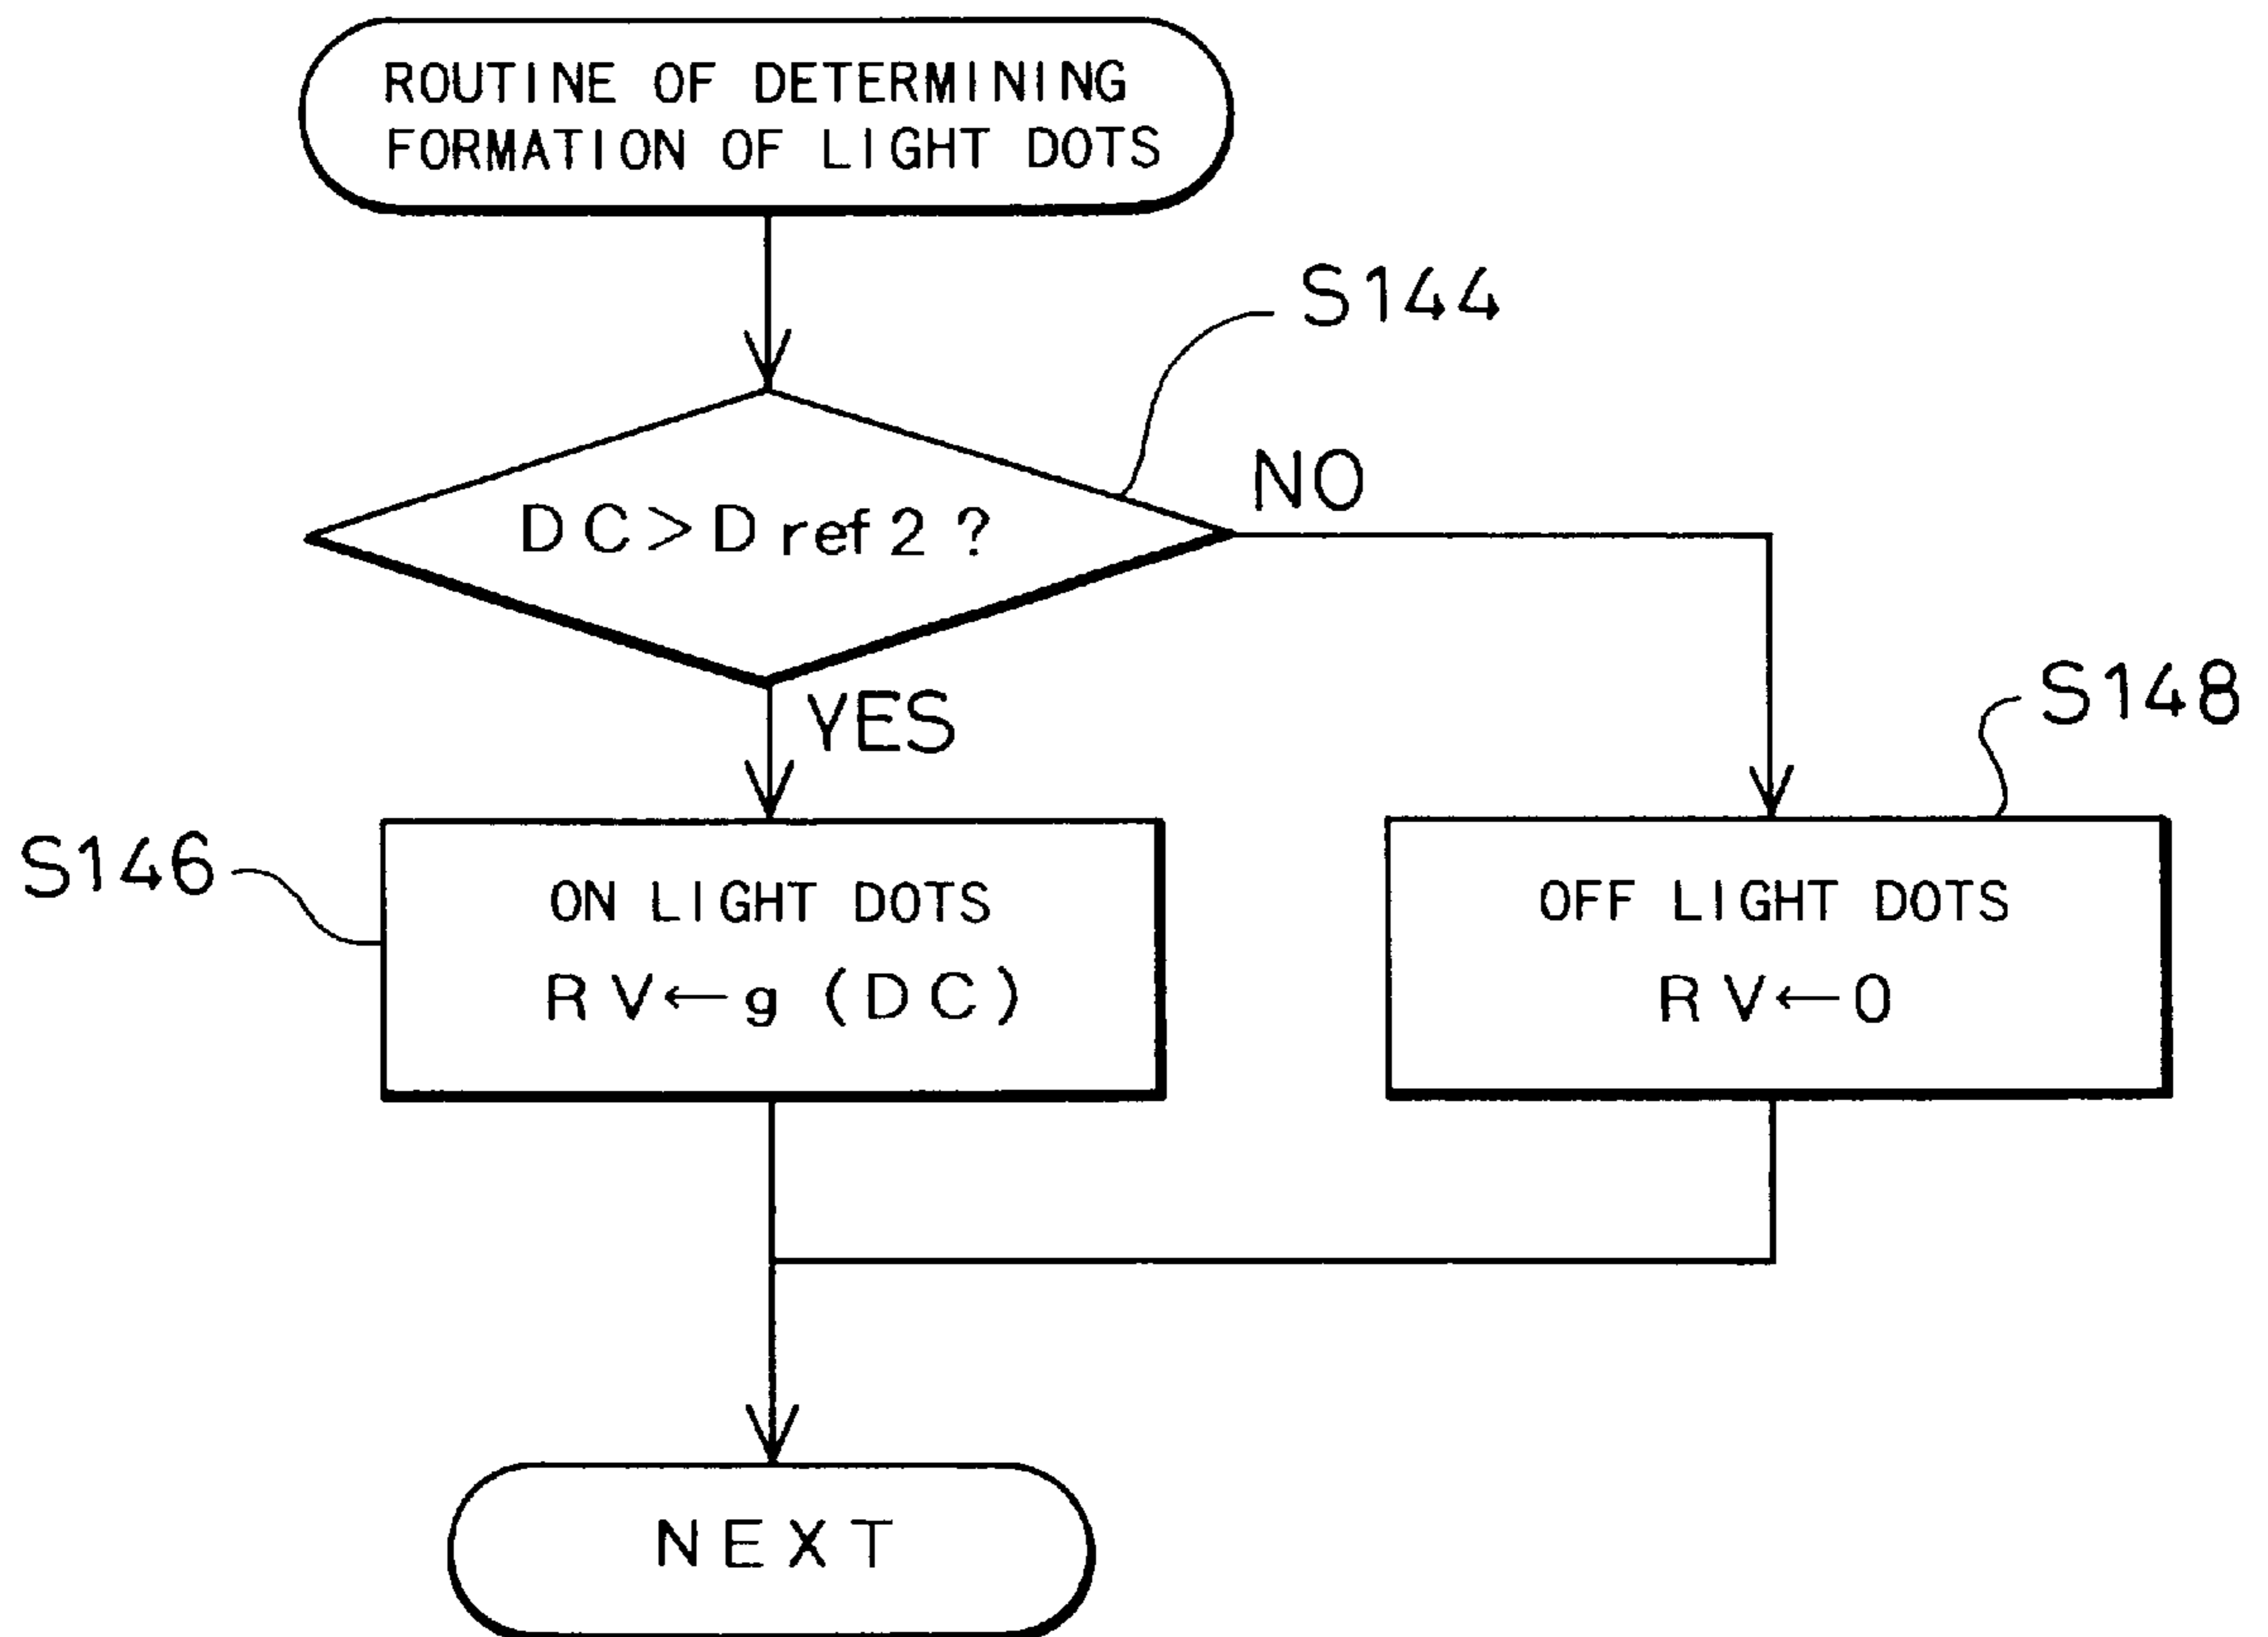 ROUTINE OF DETERMINING
FORMATION OF LIGHT DOTS
S144
DC>Dref2?
NO
YES
S148
S146
ON LIGHT DOTS
RV←g(DC)
OFF LIGHT DOTS
RV←0
NEXT